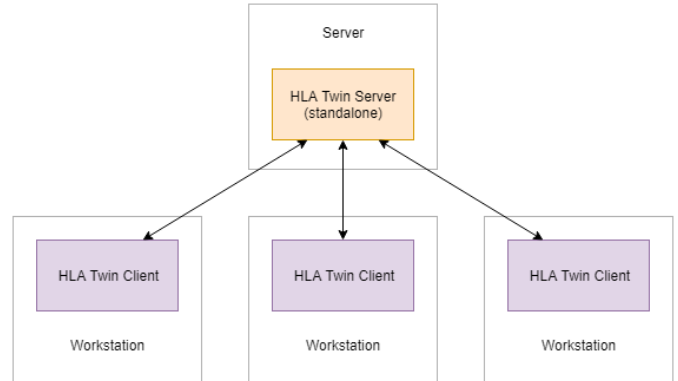 Server
HLA Twin Server
(standalone)
HLA Twin Client
HLA Twin Client
HLA Twin Client
Workstation
Workstation
Workstation